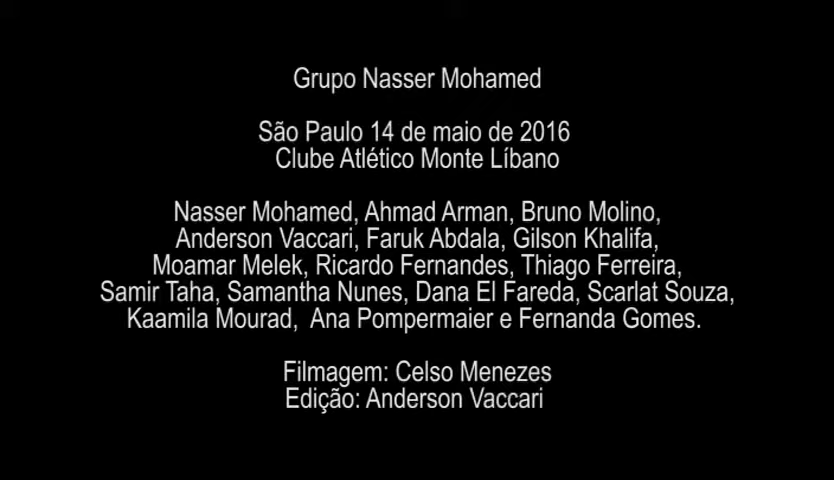 Grupo Nasser Mohamed
São Paulo 14 de maio de 2016
Clube Atlético Monte Líbano
Nasser Mohamed, Ahmad Arman, Bruno Molino,
Anderson Vaccari, Faruk Abdala, Gilson Khalifa,
Moamar Melek, Ricardo Fernandes, Thiago Ferreira,
Samir Taha, Samantha Nunes, Dana El Fareda, Scarlat Souza,
Kaamila Mourad, Ana Pompermaier e Fernanda Gomes.
Filmagem: Celso Menezes
Edição: Anderson Vaccari